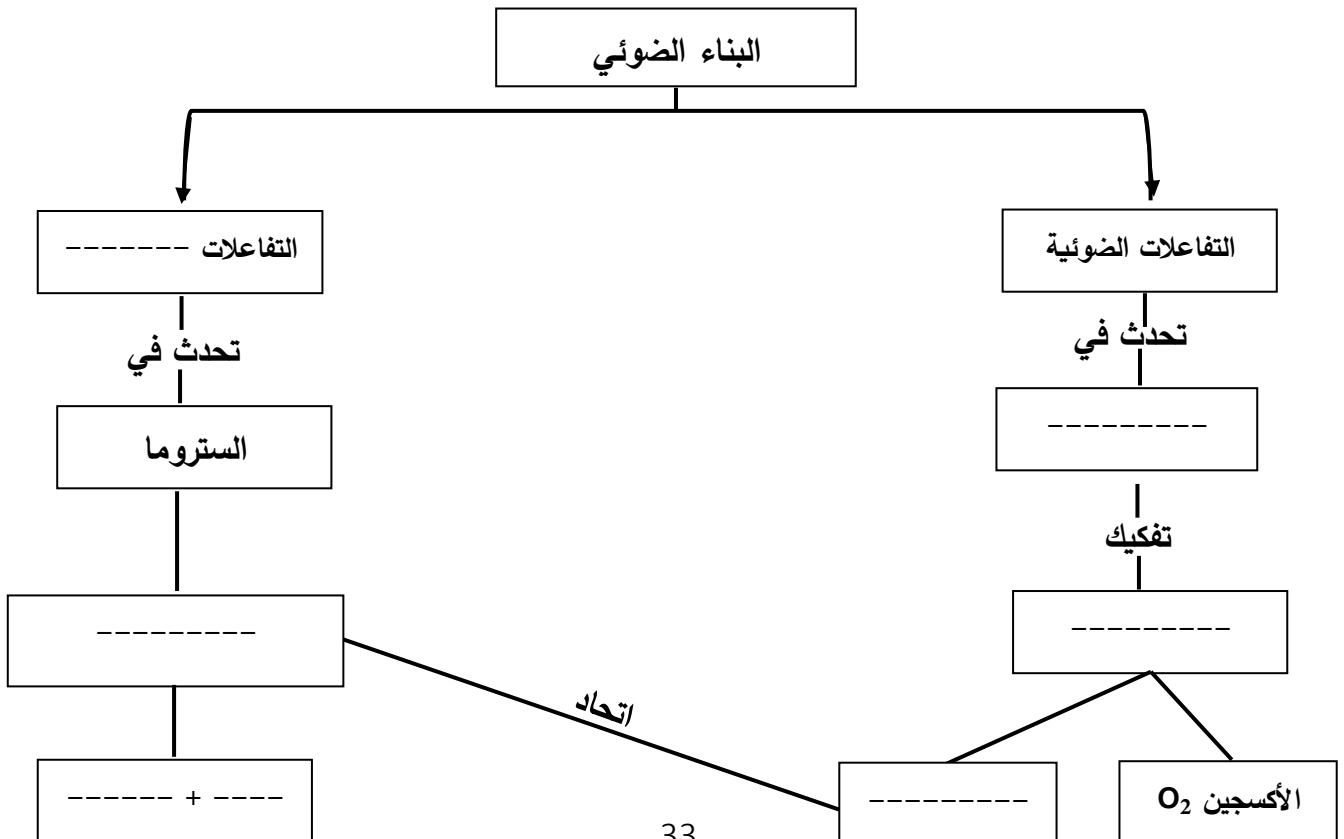 البناء الضوئي
التفاعلات الضوئية
التفاعلات -------
تحدث في
تحدث في
---------
الستروما
تفكيك
---------
---------
اتحاد
الأكسجين O₂
---------
------ + ----
33